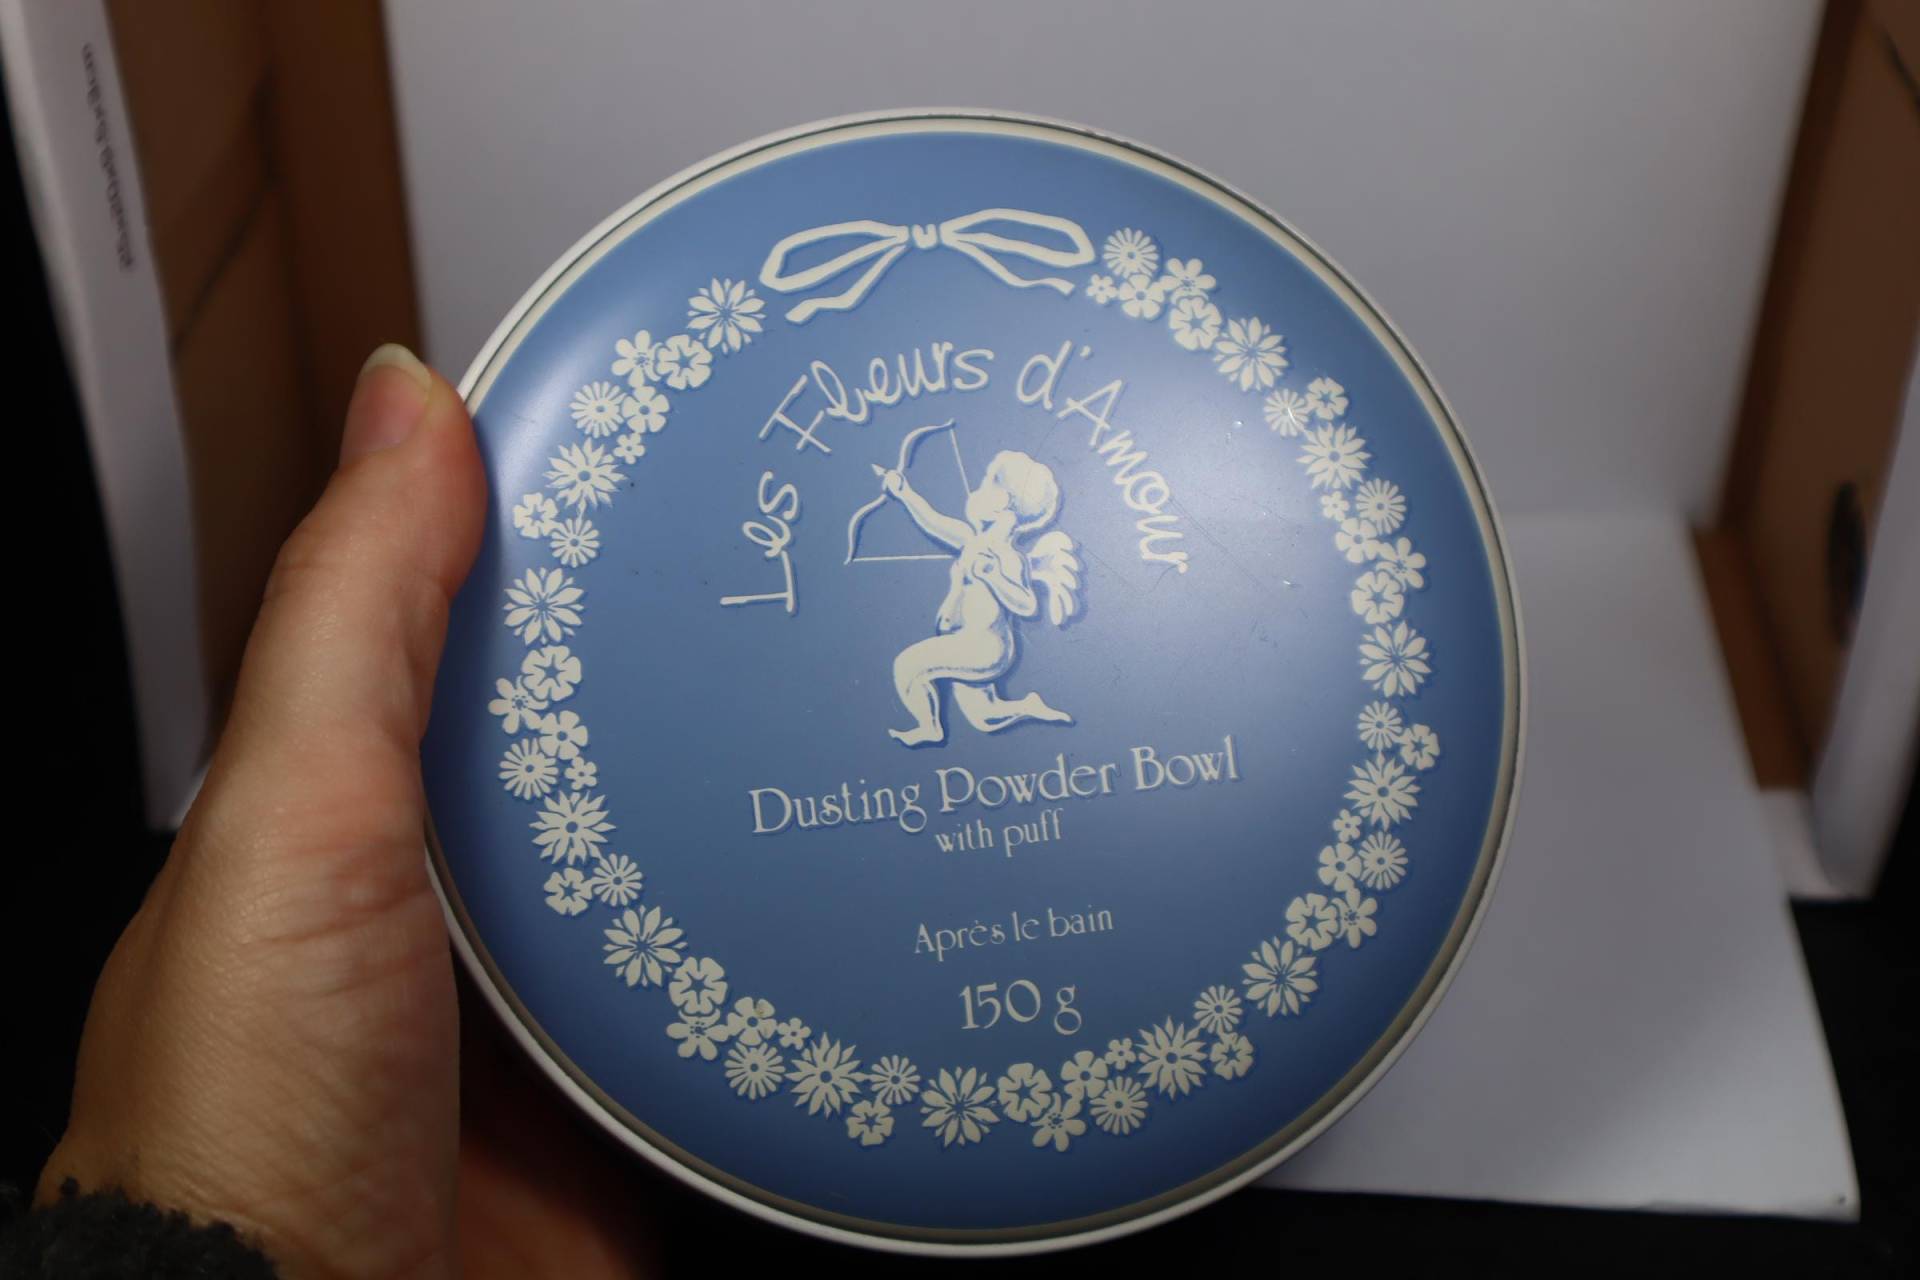 Les Fleurs d'Amour
Dusting Powder Bowl
with puff
Après le bain
150 g